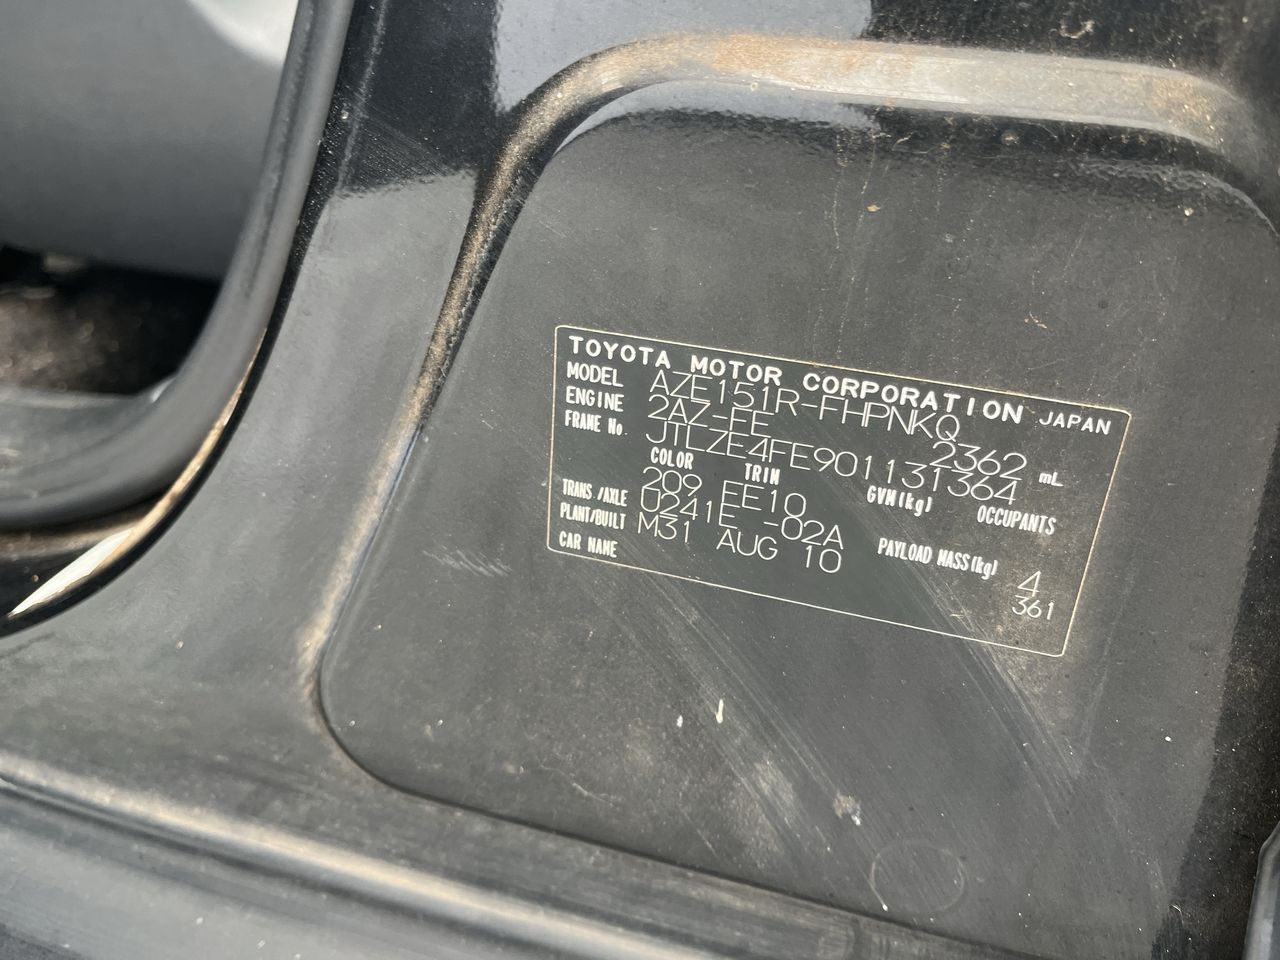 TOYOTA MOTOR CORPORATION JAPAN
MODEL AZE151R-FHPNKQ
ENGINE 2AZ-FE 2362 mL
FRAME No. JTLZE4FE901131364
COLOR TRIM GVM(kg) OCCUPANTS
209 EE10 4
TRANS./AXLE U241E -02A PAYLOAD MASS(kg) 361
PLANT/BUILT M31 AUG 10
CAR NAME